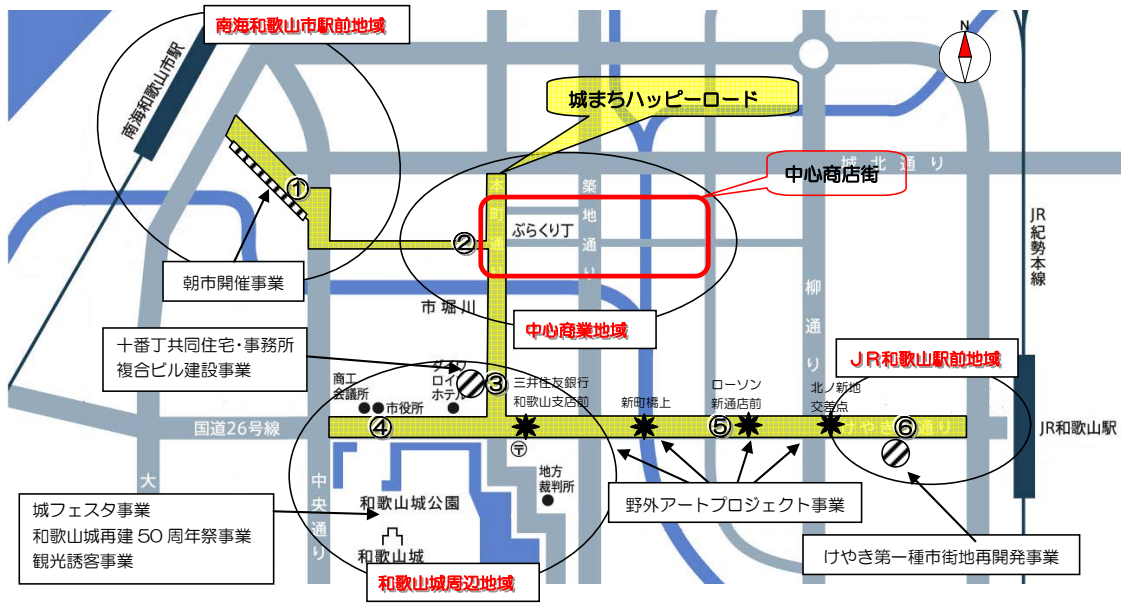 南海和歌山市駅前地域
N
南海和歌山市駅
城まちハッピーロード
城北通り
中心商店街
①
本町通り
築地通り
ぶらくり丁
②
JR紀勢本線
朝市開催事業
柳通り
市堀川
中心商業地域
十番丁共同住宅・事務所
複合ビル建設事業
JR和歌山駅前地域
商工
会議所
ダイワ
ロイ
ホテル
③
三井住友銀行
和歌山支店前
ローソン
新通店前
北ノ新地
交差点
新町橋上
●●市役所
国道26号線
④
⑤
けやき通り
⑥
JR和歌山駅
〒
地方
裁判所
大
中央通り
城フェスタ事業
和歌山城再建50周年祭事業
観光誘客事業
和歌山城公園
和歌山城
野外アートプロジェクト事業
けやき第一種市街地再開発事業
和歌山城周辺地域